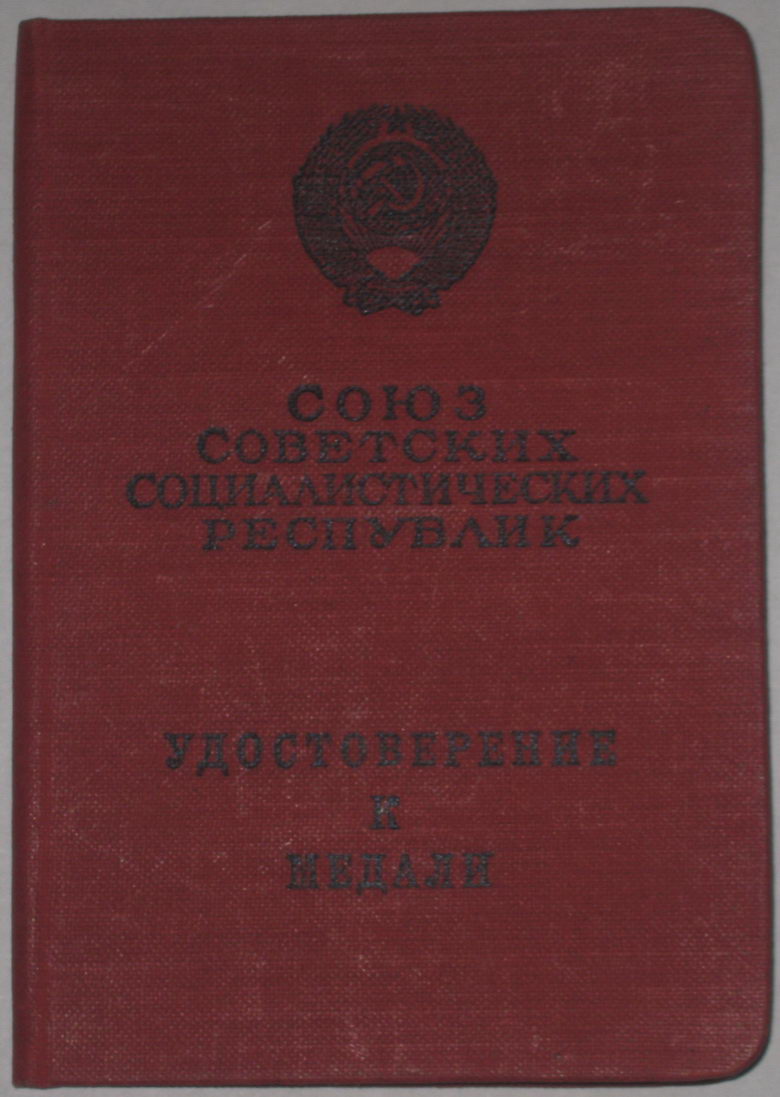 СОЮЗ
СОВЕТСКИХ
СОЦИАЛИСТИЧЕСКИХ
РЕСПУБЛИК
УДОСТОВЕРЕНИЕ
К
МЕДАЛИ